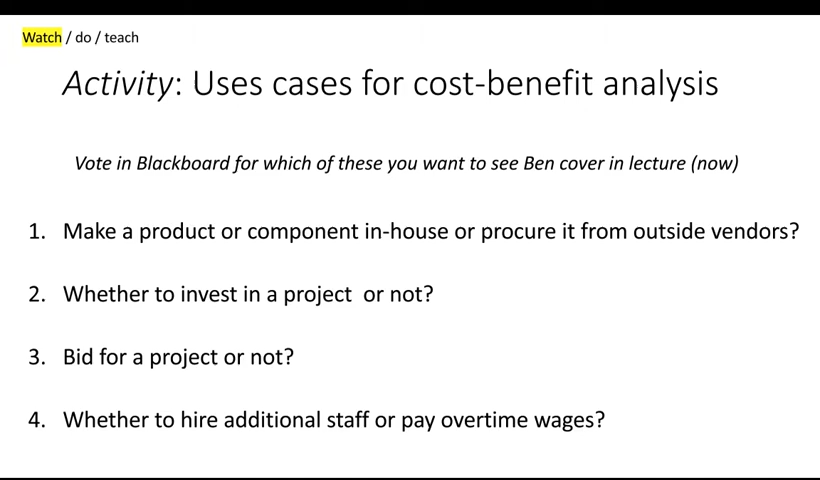 Watch / do / teach
Activity: Uses cases for cost-benefit analysis
Vote in Blackboard for which of these you want to see Ben cover in lecture (now)
1. Make a product or component in-house or procure it from outside vendors?
2. Whether to invest in a project or not?
3. Bid for a project or not?
4. Whether to hire additional staff or pay overtime wages?